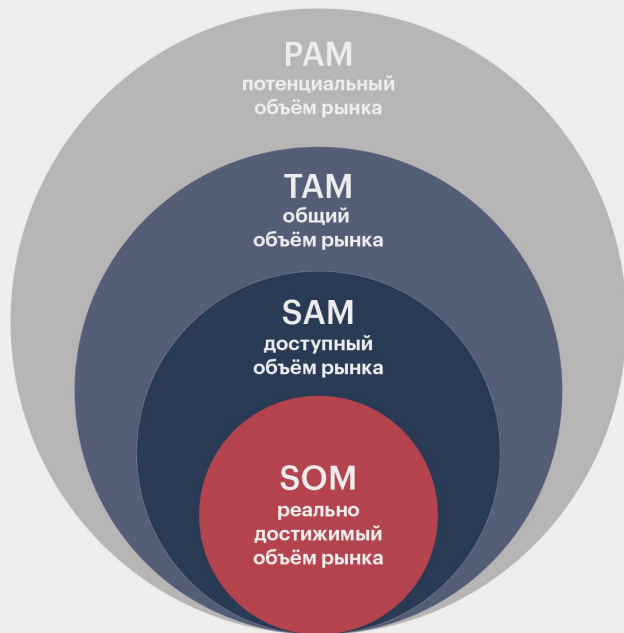 PAM
потенциальный
объём рынка
TAM
общий
объём рынка
SAM
доступный
объём рынка
SOM
реально
достижимый
объём рынка